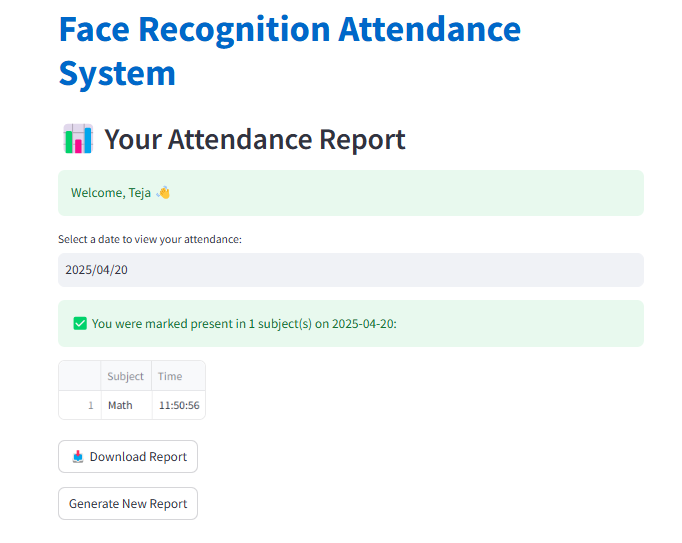 Face Recognition Attendance
System
📊 Your Attendance Report
Welcome, Teja 👋
Select a date to view your attendance:
2025/04/20
✅ You were marked present in 1 subject(s) on 2025-04-20:
Subject Time
1 Math 11:50:56
📥 Download Report
Generate New Report